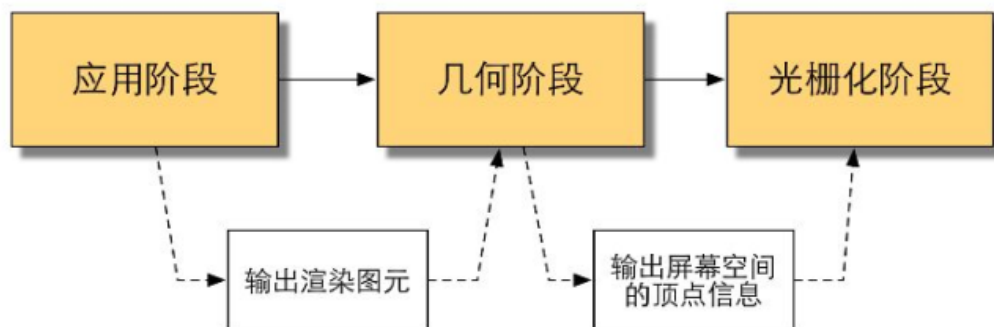 应用阶段
几何阶段
光栅化阶段
输出渲染图元
输出屏幕空间
的顶点信息